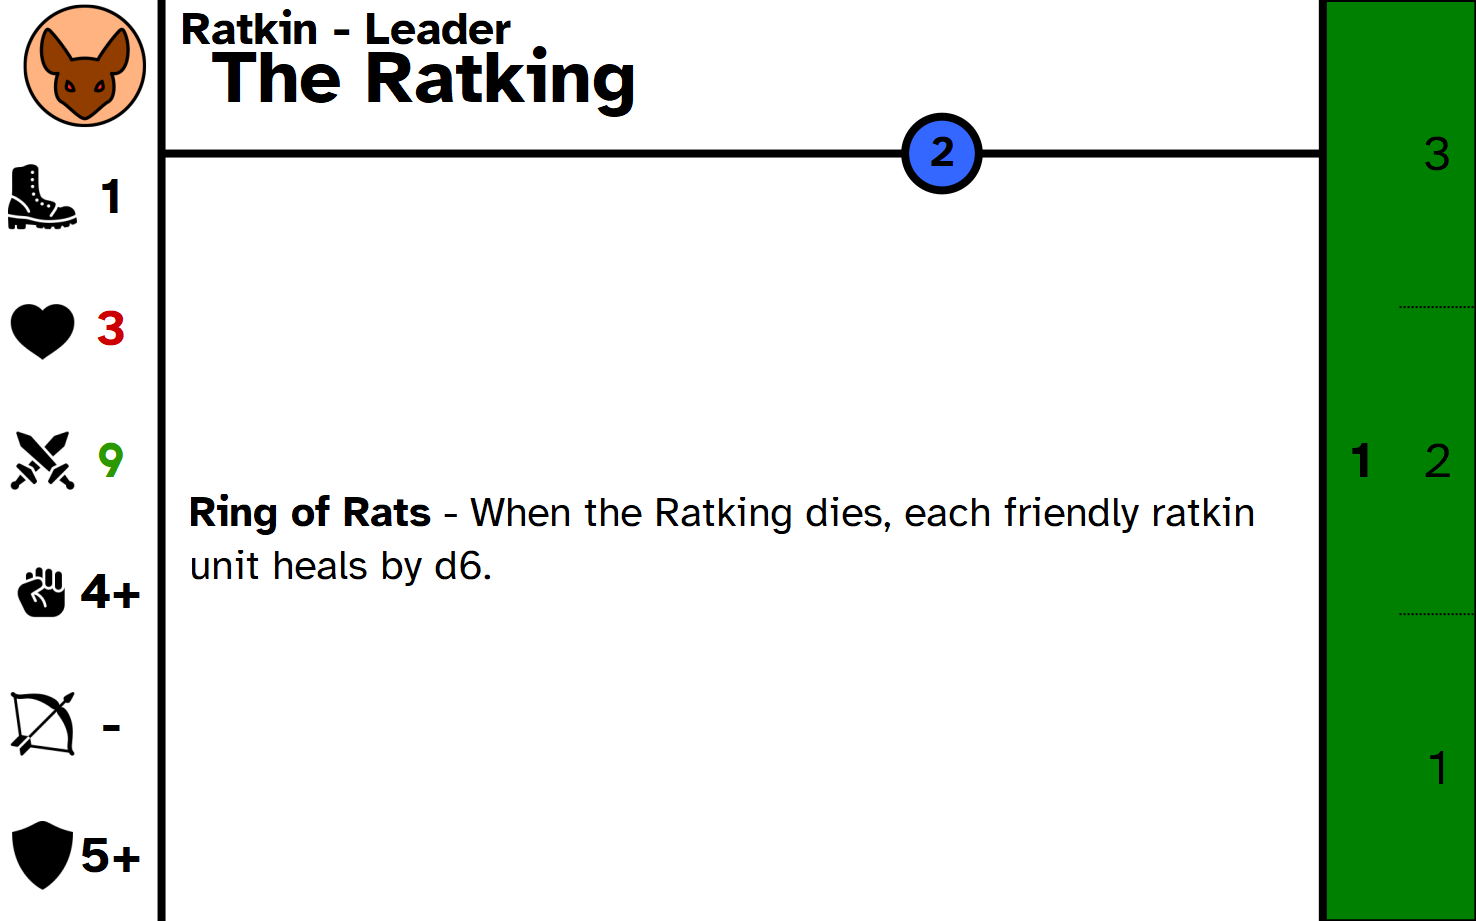 Ratkin - Leader
The Ratking
2
1
3
9
4+
-
5+
Ring of Rats - When the Ratking dies, each friendly ratkin
unit heals by d6.
3
1 2
1